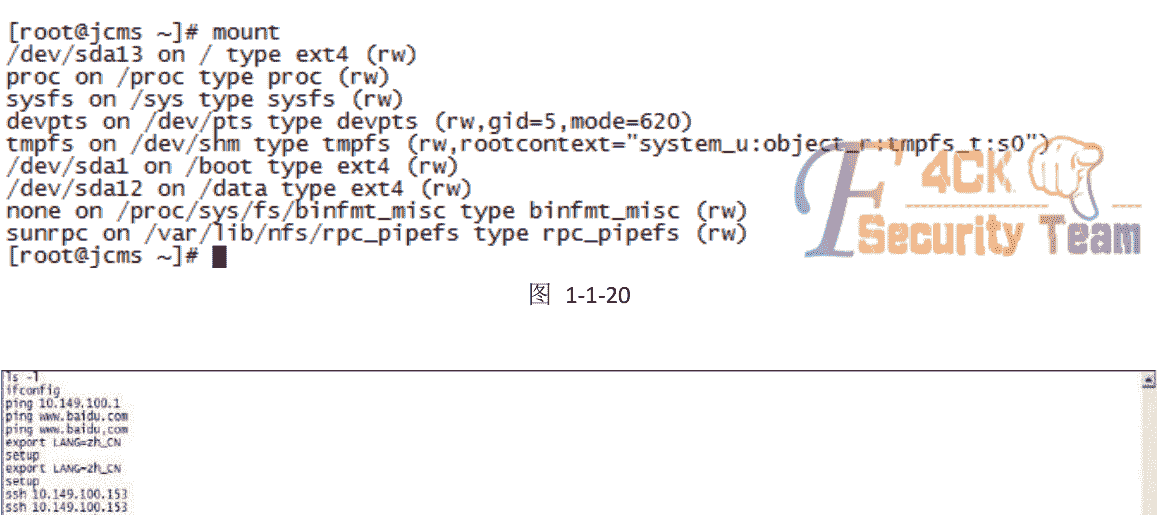 [root@jcms ~]# mount
/dev/sda13 on / type ext4 (rw)
proc on /proc type proc (rw)
sysfs on /sys type sysfs (rw)
devpts on /dev/pts type devpts (rw,gid=5,mode=620)
tmpfs on /dev/shm type tmpfs (rw,rootcontext="system_u:object_r:tmpfs_t:s0")
/dev/sda1 on /boot type ext4 (rw)
/dev/sda12 on /data type ext4 (rw)
none on /proc/sys/fs/binfmt_misc type binfmt_misc (rw)
sunrpc on /var/lib/nfs/rpc_pipefs type rpc_pipefs (rw)
[root@jcms ~]#
F4CK
Security Team
图 1-1-20
ls -l
ifconfig
ping 10.149.100.1
ping www.baidu.com
ping www.baidu.com
export LANG=zh_CN
setup
export LANG=zh_CN
setup
ssh 10.149.100.153
ssh 10.149.100.153